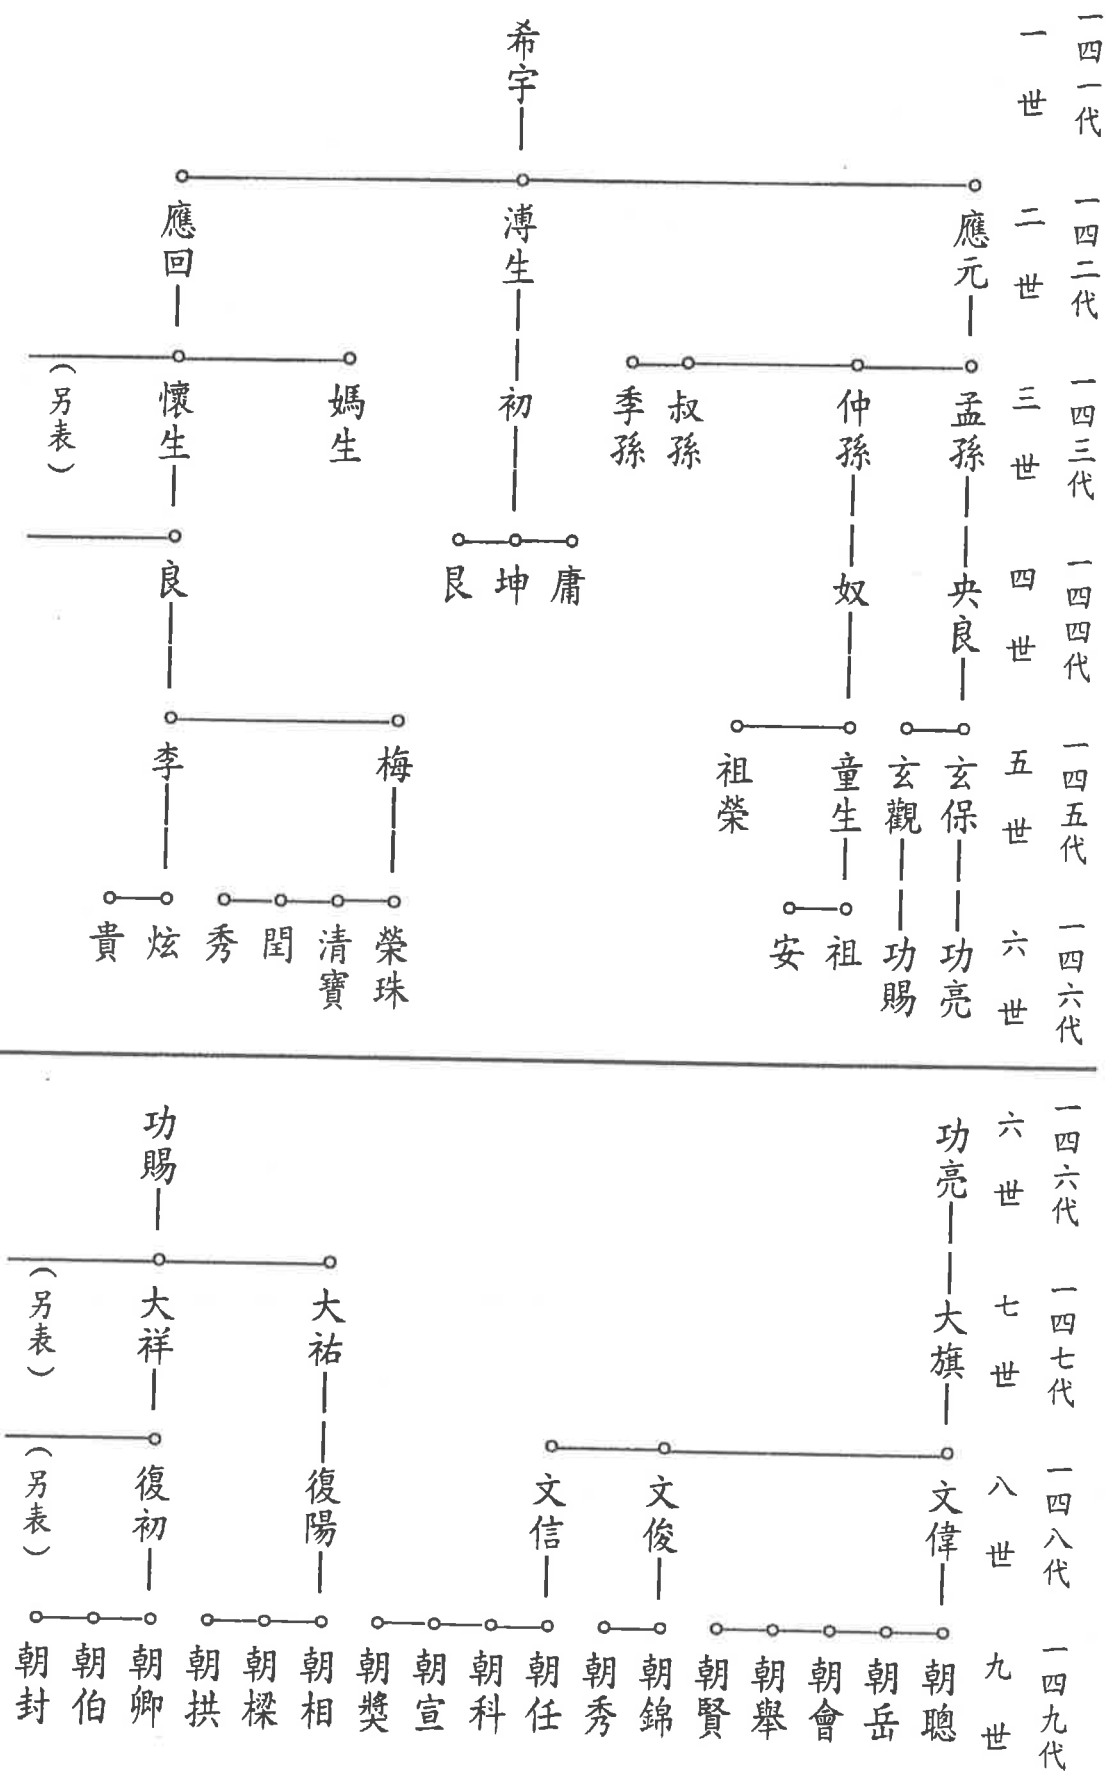 一四一代
一世
希宇
一四二代
二世
應元
溥生
應回
一四三代
三世
孟孫
仲孫
叔孫
季孫
初
媽生
懷生
（另表）
一四四代
四世
央良
奴
庸
坤
艮
良
一四五代
五世
玄保
玄觀
童生
祖榮
梅
李
一四六代
六世
功亮
功賜
祖
安
榮珠
清寶
閏
秀
炫
貴
一四六代
六世
功亮
功賜
一四七代
七世
大旗
大祐
大祥
（另表）
一四八代
八世
文偉
文俊
文信
復陽
復初
（另表）
一四九代
九世
朝聰
朝岳
朝會
朝舉
朝賢
朝錦
朝秀
朝任
朝科
朝宣
朝獎
朝相
朝樑
朝拱
朝卿
朝伯
朝封